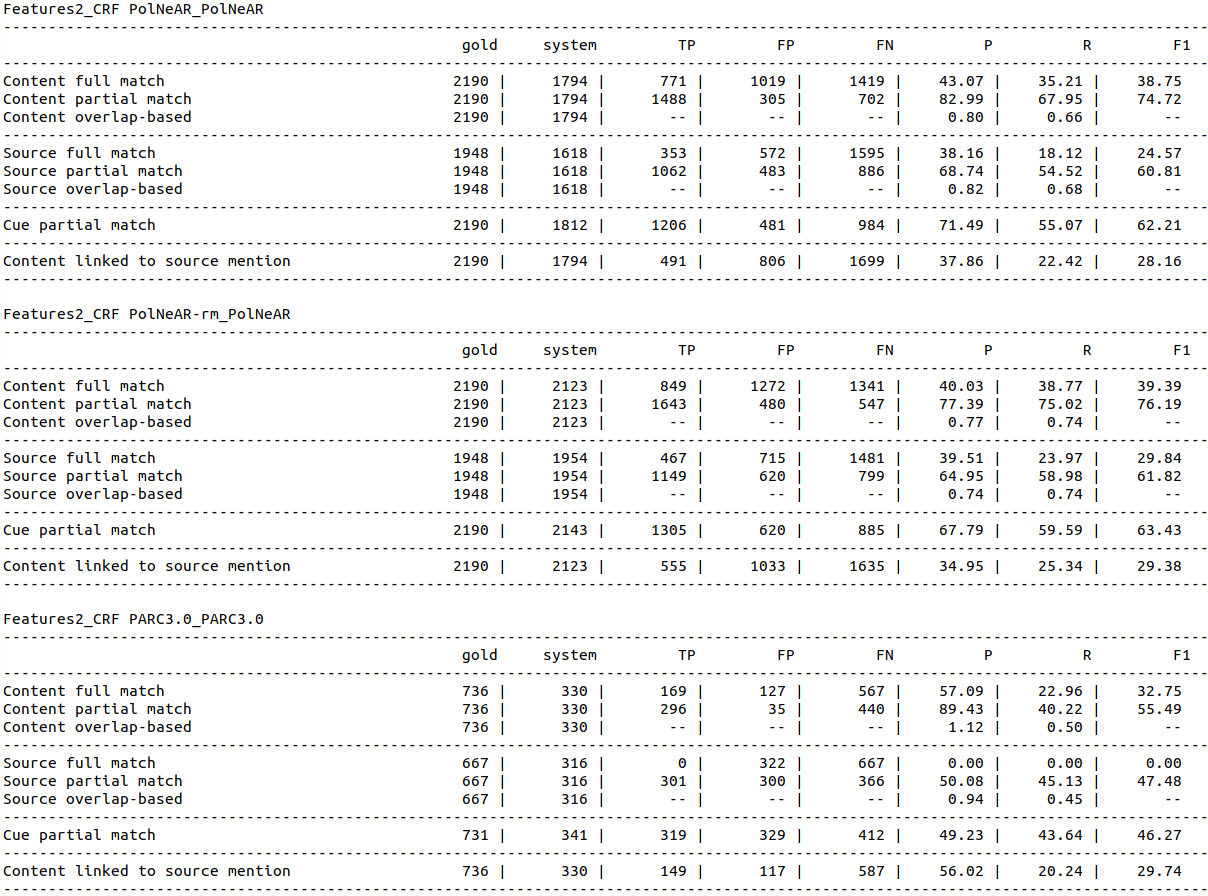 Features2_CRF PolNeAR_PolNeAR
------------------------------------------------------------------------------------------------------------------------------------
gold system TP FP FN P R F1
------------------------------------------------------------------------------------------------------------------------------------
Content full match 2190 | 1794 | 771 | 1019 | 1419 | 43.07 | 35.21 | 38.75
Content partial match 2190 | 1794 | 1488 | 305 | 702 | 82.99 | 67.95 | 74.72
Content overlap-based 2190 | 1794 | -- | -- | -- | 0.80 | 0.66 | --
------------------------------------------------------------------------------------------------------------------------------------
Source full match 1948 | 1618 | 353 | 572 | 1595 | 38.16 | 18.12 | 24.57
Source partial match 1948 | 1618 | 1062 | 483 | 886 | 68.74 | 54.52 | 60.81
Source overlap-based 1948 | 1618 | -- | -- | -- | 0.82 | 0.68 | --
------------------------------------------------------------------------------------------------------------------------------------
Cue partial match 2190 | 1812 | 1206 | 481 | 984 | 71.49 | 55.07 | 62.21
------------------------------------------------------------------------------------------------------------------------------------
Content linked to source mention 2190 | 1794 | 491 | 806 | 1699 | 37.86 | 22.42 | 28.16
------------------------------------------------------------------------------------------------------------------------------------
Features2_CRF PolNeAR-rm_PolNeAR
------------------------------------------------------------------------------------------------------------------------------------
gold system TP FP FN P R F1
------------------------------------------------------------------------------------------------------------------------------------
Content full match 2190 | 2123 | 849 | 1272 | 1341 | 40.03 | 38.77 | 39.39
Content partial match 2190 | 2123 | 1643 | 480 | 547 | 77.39 | 75.02 | 76.19
Content overlap-based 2190 | 2123 | -- | -- | -- | 0.77 | 0.74 | --
------------------------------------------------------------------------------------------------------------------------------------
Source full match 1948 | 1954 | 467 | 715 | 1481 | 39.51 | 23.97 | 29.84
Source partial match 1948 | 1954 | 1149 | 620 | 799 | 64.95 | 58.98 | 61.82
Source overlap-based 1948 | 1954 | -- | -- | -- | 0.74 | 0.74 | --
------------------------------------------------------------------------------------------------------------------------------------
Cue partial match 2190 | 2143 | 1305 | 620 | 885 | 67.79 | 59.59 | 63.43
------------------------------------------------------------------------------------------------------------------------------------
Content linked to source mention 2190 | 2123 | 555 | 1033 | 1635 | 34.95 | 25.34 | 29.38
------------------------------------------------------------------------------------------------------------------------------------
Features2_CRF PARC3.0_PARC3.0
------------------------------------------------------------------------------------------------------------------------------------
gold system TP FP FN P R F1
------------------------------------------------------------------------------------------------------------------------------------
Content full match 736 | 330 | 169 | 127 | 567 | 57.09 | 22.96 | 32.75
Content partial match 736 | 330 | 296 | 35 | 440 | 89.43 | 40.22 | 55.49
Content overlap-based 736 | 330 | -- | -- | -- | 1.12 | 0.50 | --
------------------------------------------------------------------------------------------------------------------------------------
Source full match 667 | 316 | 0 | 322 | 667 | 0.00 | 0.00 | 0.00
Source partial match 667 | 316 | 301 | 300 | 366 | 50.08 | 45.13 | 47.48
Source overlap-based 667 | 316 | -- | -- | -- | 0.94 | 0.45 | --
------------------------------------------------------------------------------------------------------------------------------------
Cue partial match 731 | 341 | 319 | 329 | 412 | 49.23 | 43.64 | 46.27
------------------------------------------------------------------------------------------------------------------------------------
Content linked to source mention 736 | 330 | 149 | 117 | 587 | 56.02 | 20.24 | 29.74
------------------------------------------------------------------------------------------------------------------------------------